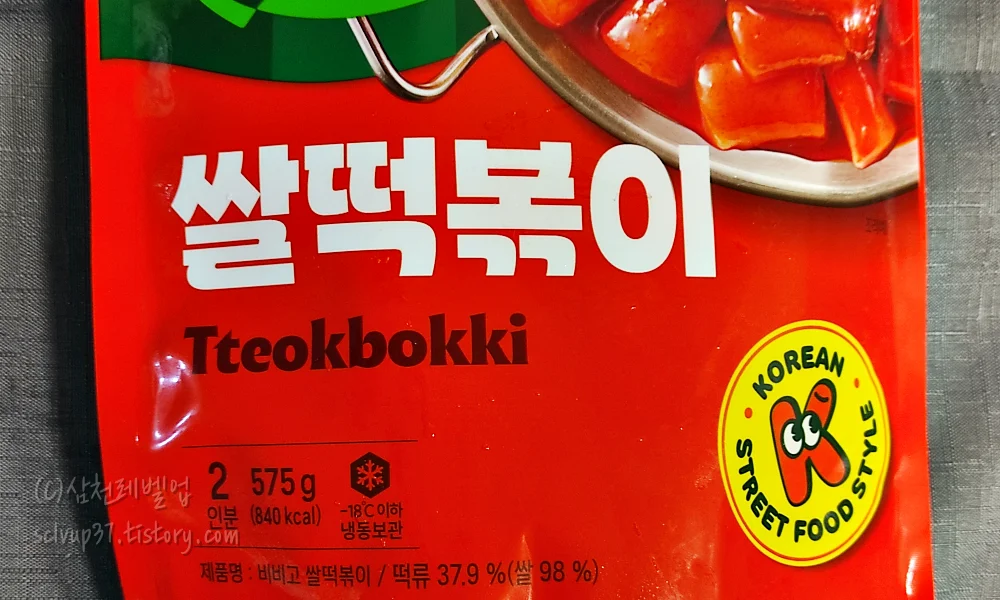 쌀떡볶이
Tteokbokki
KOREAN
STREET FOOD STYLE
2
인분
575g
(840 kcal)
-18℃이하
냉동보관
제품명 : 비비고 쌀떡볶이 / 떡류 37.9 %(쌀 98 %)
(C)삼천레벨업
sclvup37.tistory.com